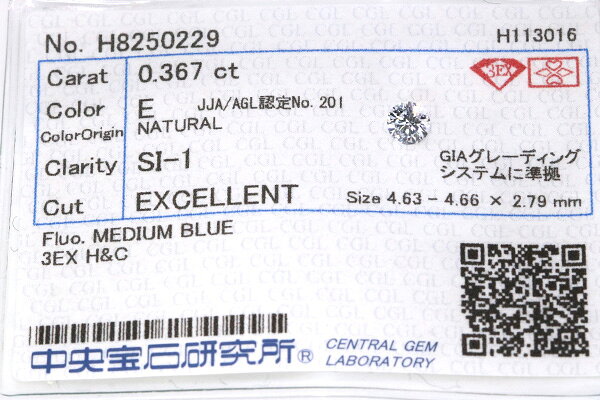 No. H8250229 H113016
Carat 0.367 ct 3EX
Color E JJA/AGL認定No.201
ColorOrigin NATURAL
Clarity SI-1 GIAグレーディング
システムに準拠
Cut EXCELLENT Size 4.63 - 4.66 × 2.79 mm
Fluo. MEDIUM BLUE
3EX H&C
中央宝石研究所® CENTRAL GEM
LABORATORY